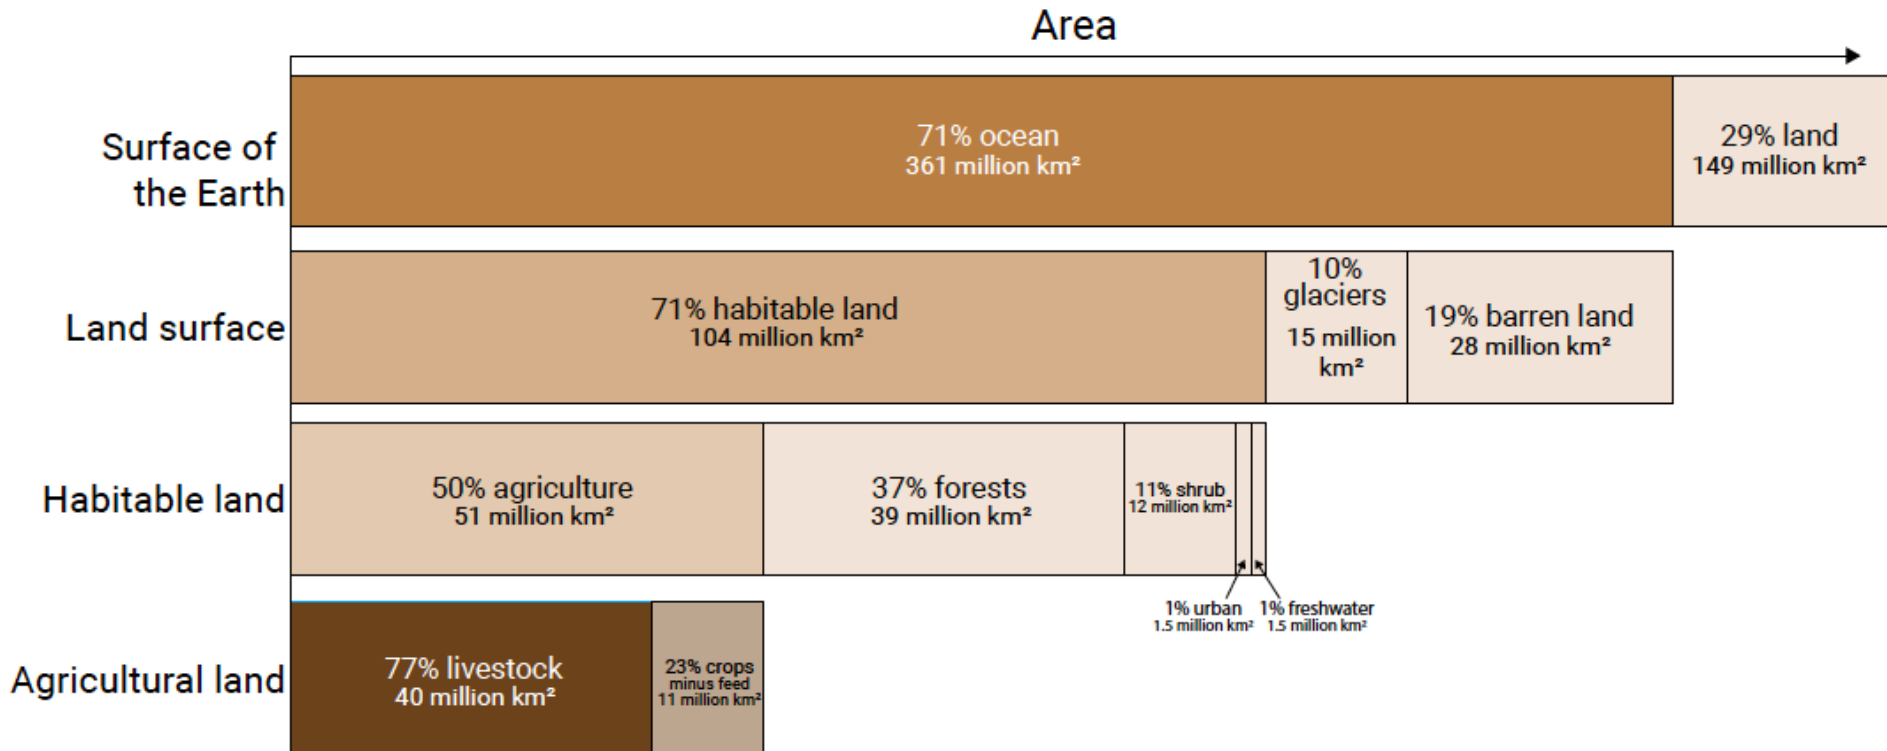 Area
Surface of
the Earth
71% ocean
361 million km²
29% land
149 million km²
Land surface
71% habitable land
104 million km²
10%
glaciers
15 million
km²
19% barren land
28 million km²
Habitable land
50% agriculture
51 million km²
37% forests
39 million km²
11% shrub
12 million km²
1% urban
1.5 million km²
1% freshwater
1.5 million km²
Agricultural land
77% livestock
40 million km²
23% crops
minus feed
11 million km²